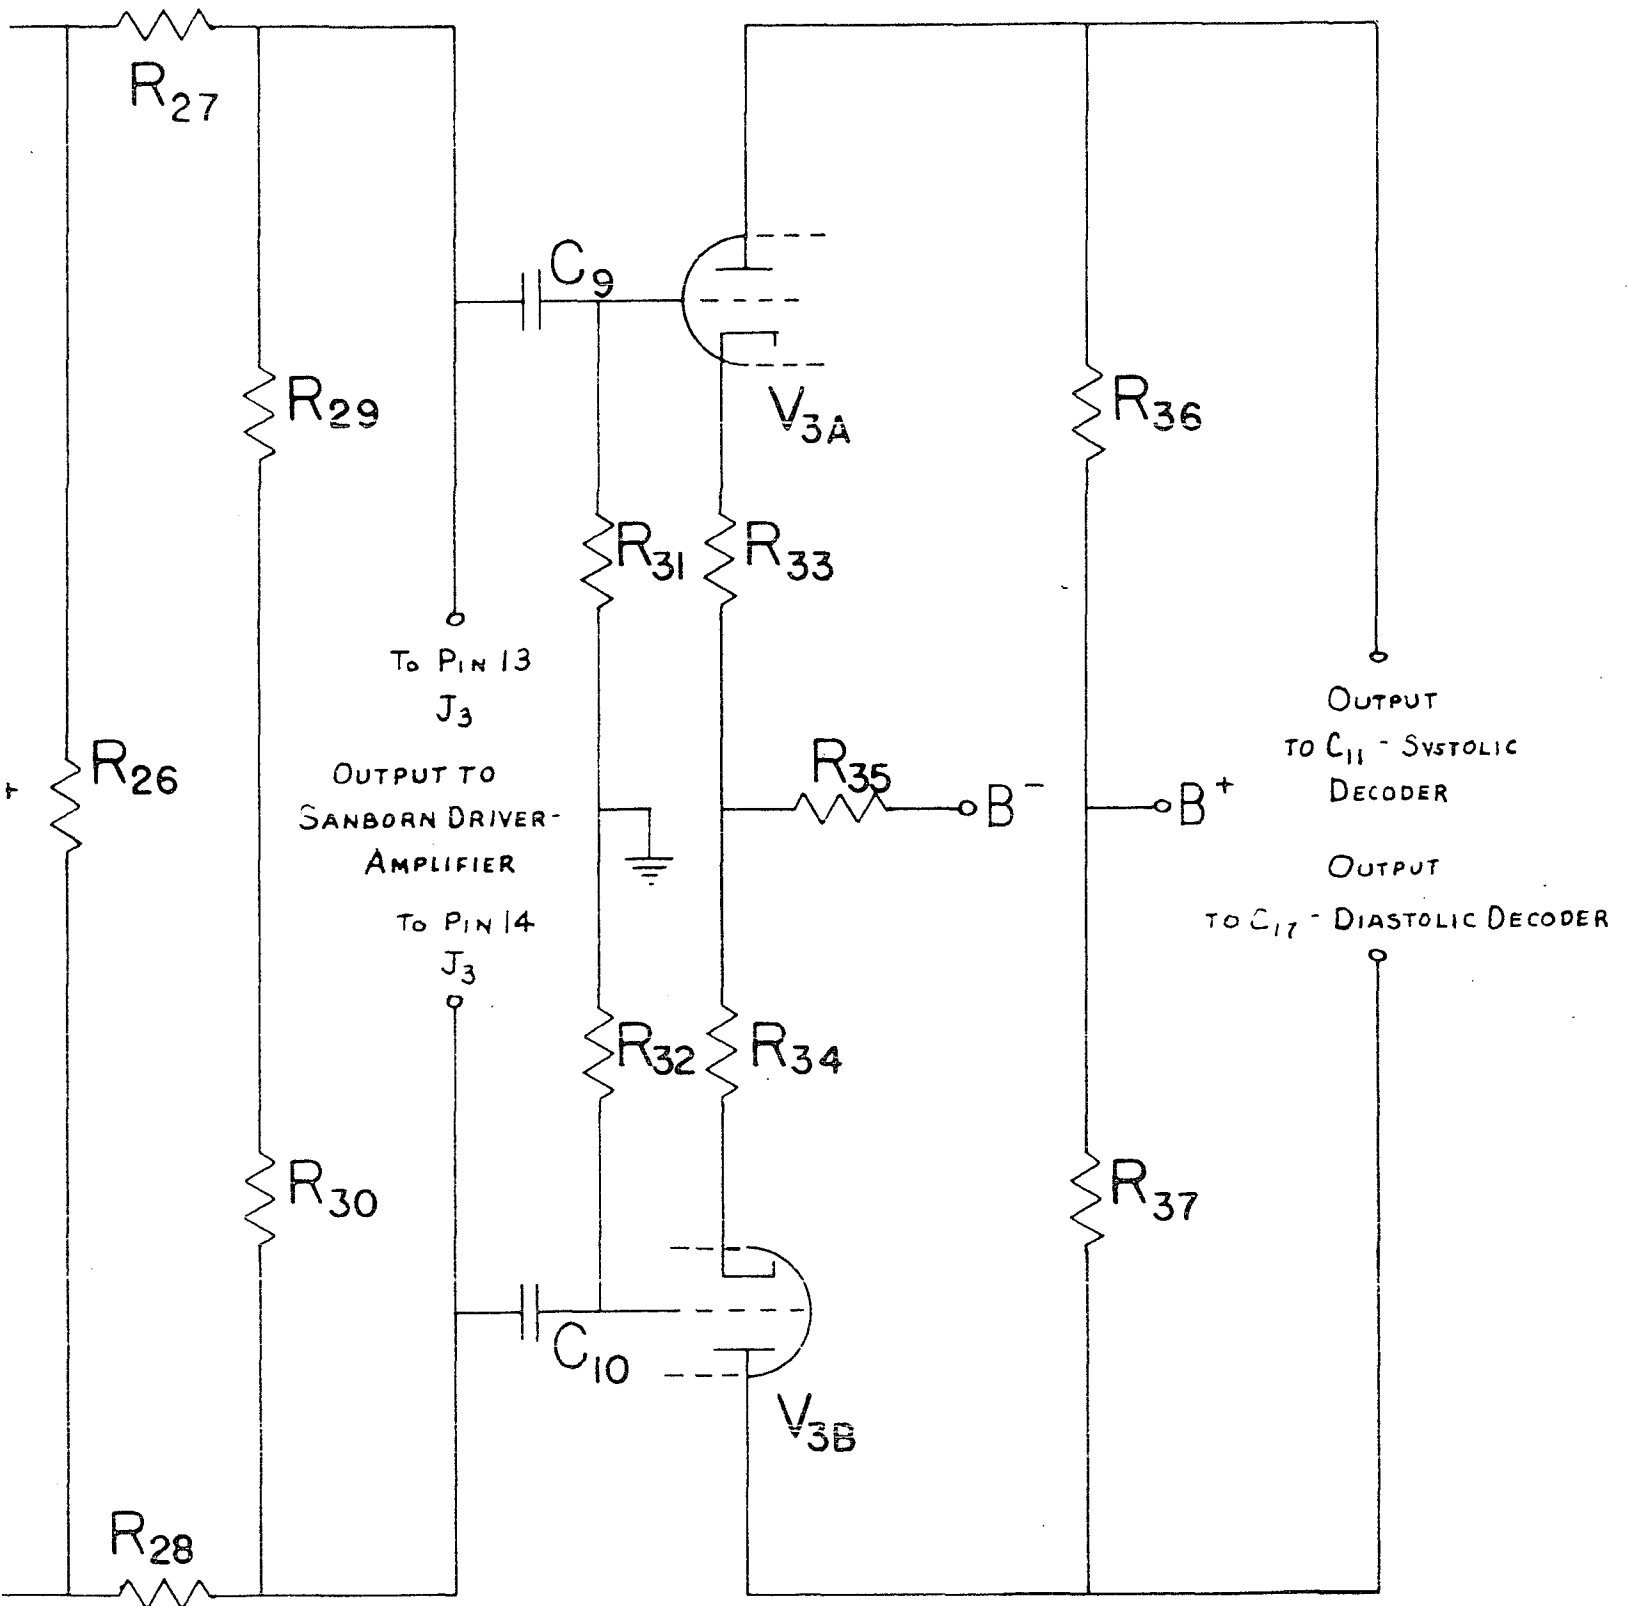 R27
C9
R29
V3A
R36
R31
R33
TO PIN 13
J3
R26
OUTPUT TO
SANBORN DRIVER-
AMPLIFIER
R35
B-
B+
+
OUTPUT
TO C11 - SYSTOLIC
DECODER
OUTPUT
TO C17 - DIASTOLIC DECODER
TO PIN 14
J3
R32
R34
R30
R37
C10
V3B
R28